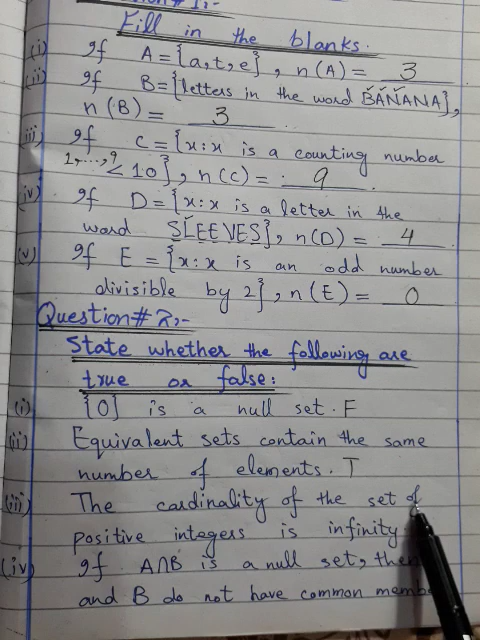 Question # 1:-
Fill in the blanks.
(i) If A = {a, t, e}, n(A) = 3
(ii) If B = {letters in the word BANANA},
n(B) = 3
(iii) If C = {x : x is a counting number
1, ..., 9
< 10}, n(C) = 9
(iv) If D = {x : x is a letter in the
word SLEEVES}, n(D) = 4
(v) If E = {x : x is an odd number
divisible by 2}, n(E) = 0
Question # 2:-
State whether the following are
true or false:
(i) {0} is a null set. F
(ii) Equivalent sets contain the same
number of elements. T
(iii) The cardinality of the set of
positive integers is infinity
(iv) If A∩B is a null set, then
and B do not have common